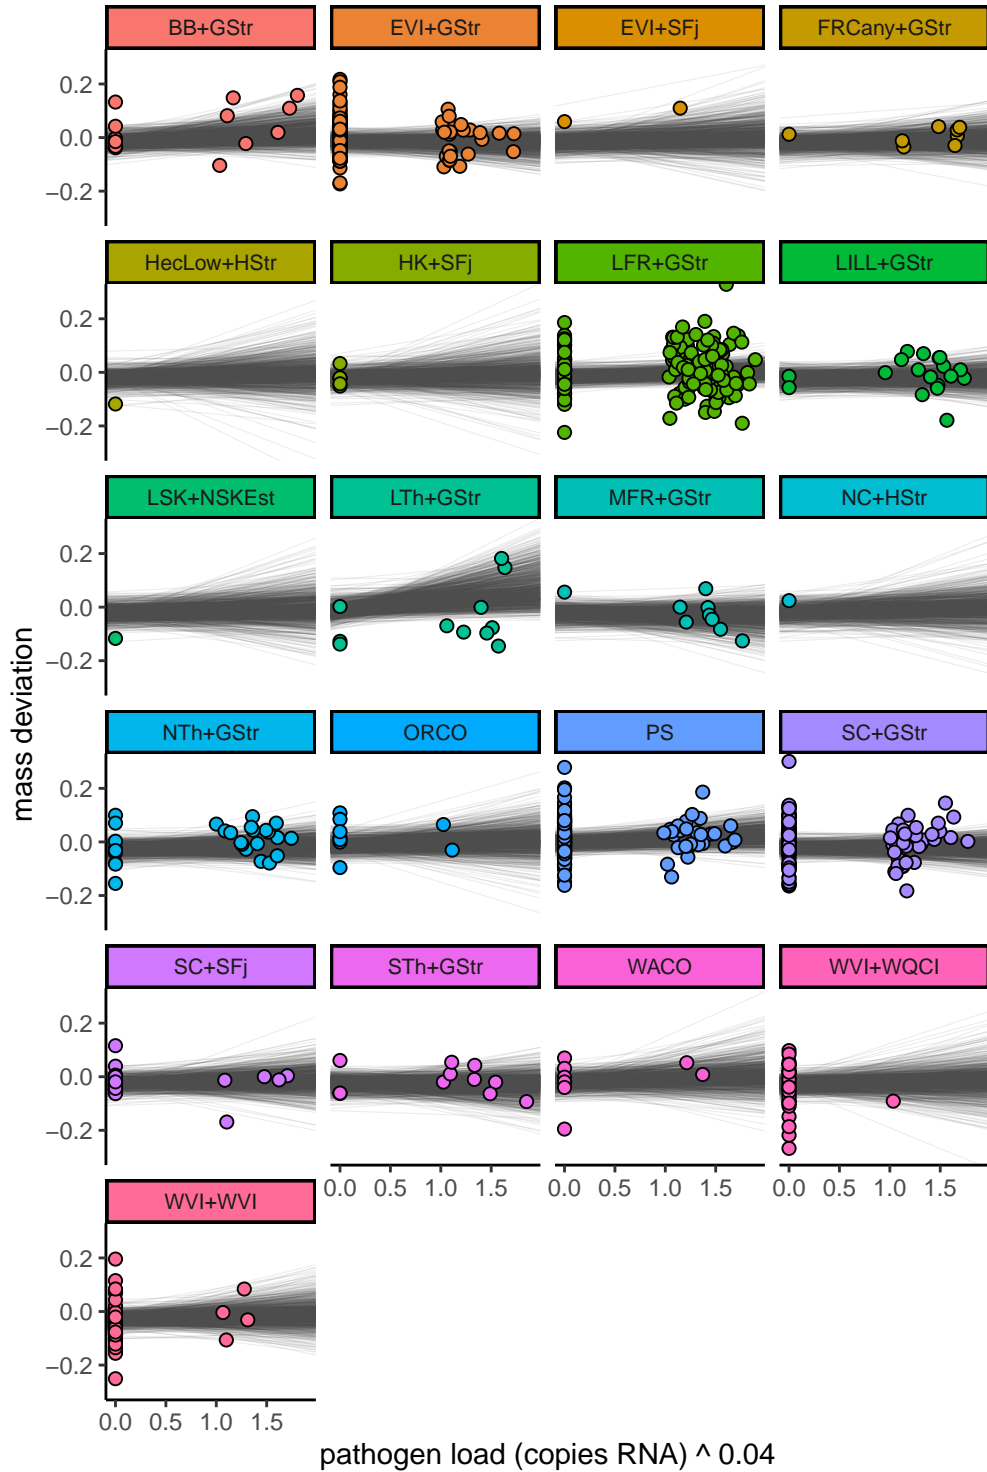 BB+GStr EVI+GStr EVI+SFj FRCany+GStr
0.2
0.0
−0.2
HecLow+HStr HK+SFj LFR+GStr LILL+GStr
0.2
0.0
−0.2
LSK+NSKEst LTh+GStr MFR+GStr NC+HStr
0.2
0.0
−0.2
mass deviation
NTh+GStr ORCO PS SC+GStr
0.2
0.0
−0.2
SC+SFj STh+GStr WACO WVI+WQCI
0.2
0.0
−0.2
0.0 0.5 1.0 1.5 0.0 0.5 1.0 1.5 0.0 0.5 1.0 1.5
WVI+WVI
0.2
0.0
−0.2
0.0 0.5 1.0 1.5
pathogen load (copies RNA) ^ 0.04